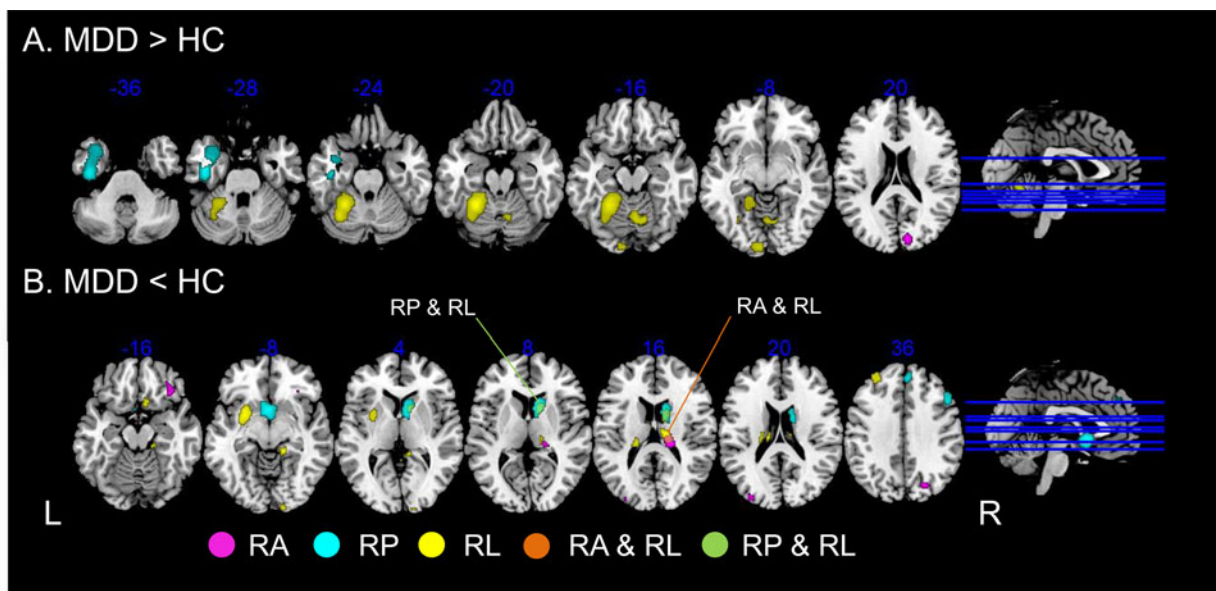 A. MDD > HC
-36 -28 -24 -20 -16 -8 20
B. MDD < HC
RP & RL RA & RL
-16 -8 4 8 16 20 36
L R
RA RP RL RA & RL RP & RL